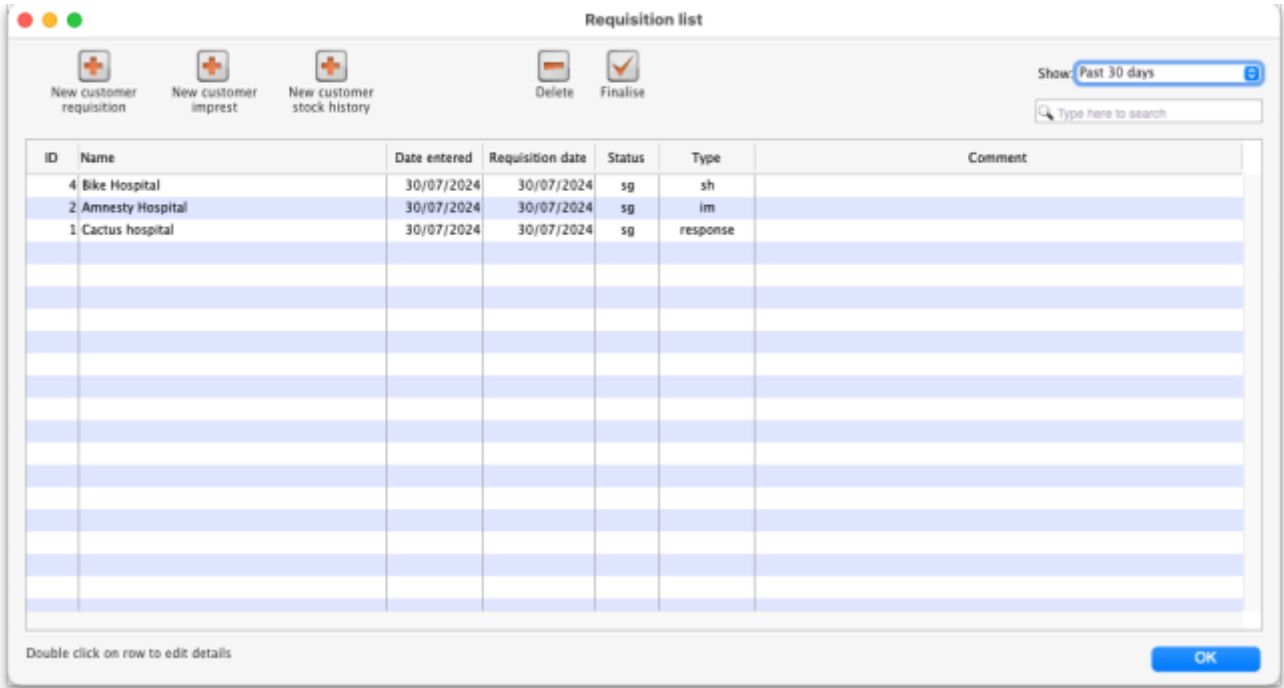 Requisition list
New customer requisition
New customer imprest
New customer stock history
Delete
Finalise
Show: Past 30 days
Type here to search
ID Name Date entered Requisition date Status Type Comment
4 Bike Hospital 30/07/2024 30/07/2024 sg sh
2 Amnesty Hospital 30/07/2024 30/07/2024 sg im
1 Cactus hospital 30/07/2024 30/07/2024 sg response
Double click on row to edit details
OK